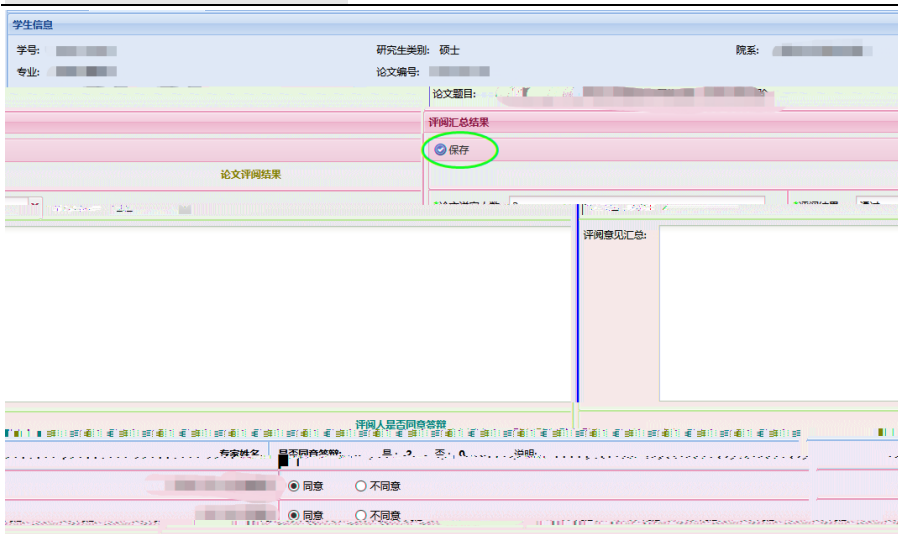 学生信息
学号: 研究生类别: 硕士 院系:
专业: 论文编号:
论文题目:
评阅汇总结果
保存
论文评阅结果
评阅意见汇总:
评阅人是否同意答辩
专家姓名 是否同意答辩: 是: 2, 否: 0, 说明:
同意 不同意
同意 不同意